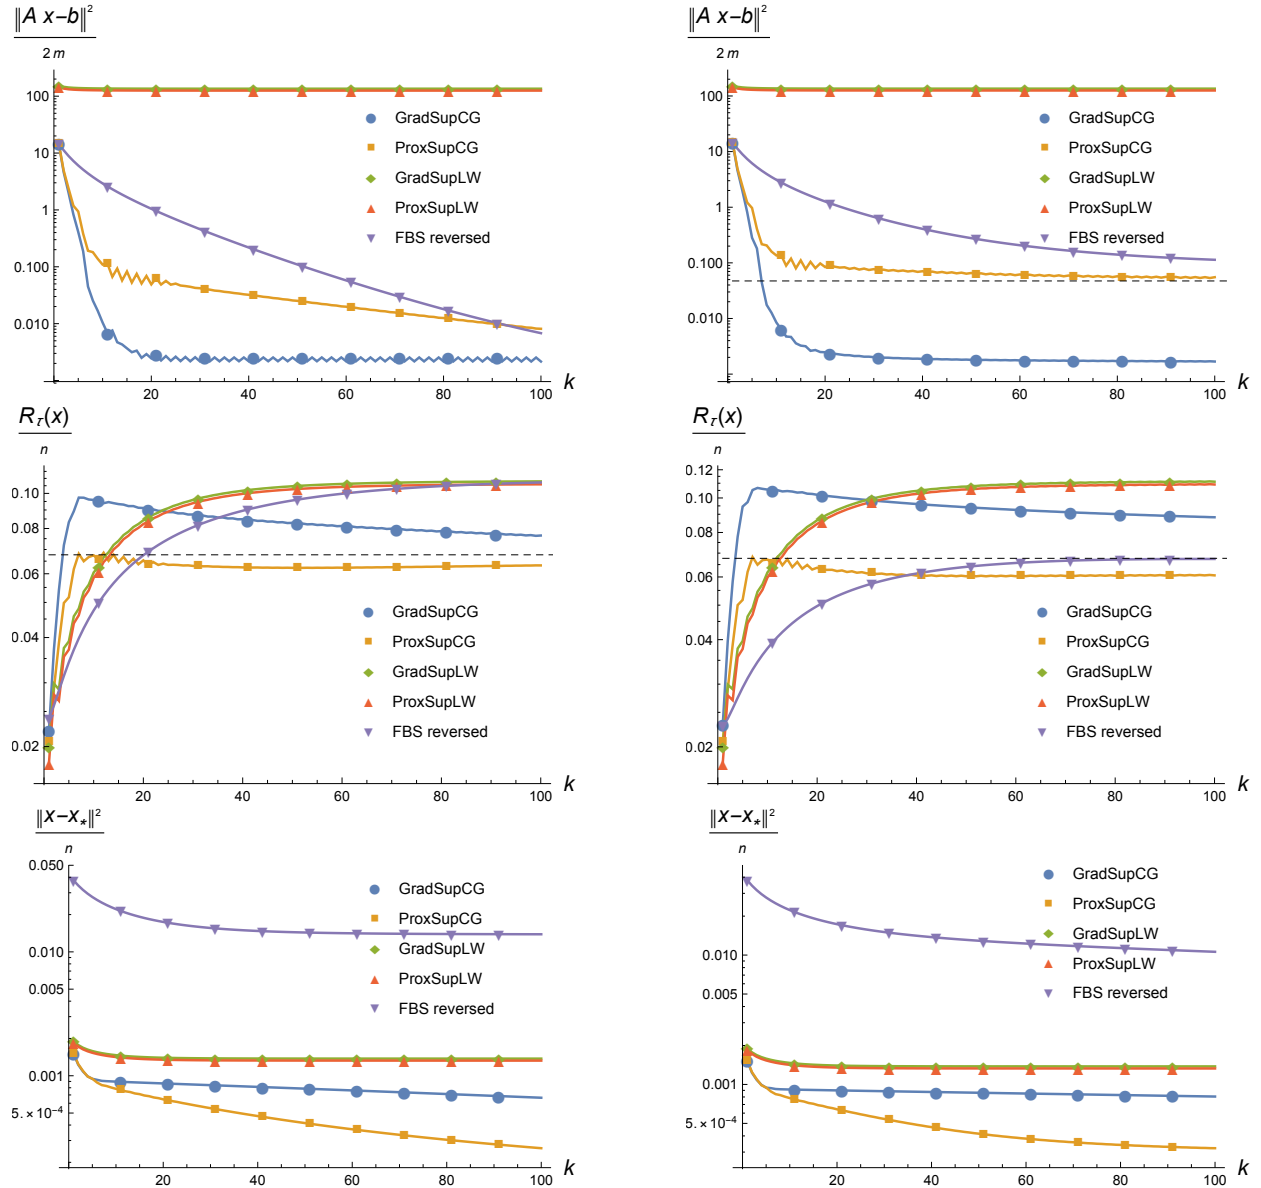 ‖A x-b‖²
2 m
100
10
1
0.100
0.010
20
40
60
80
100
k
GradSupCG
ProxSupCG
GradSupLW
ProxSupLW
FBS reversed
‖A x-b‖²
2 m
100
10
1
0.100
0.010
20
40
60
80
100
k
GradSupCG
ProxSupCG
GradSupLW
ProxSupLW
FBS reversed
R_τ(x)
n
0.10
0.08
0.06
0.04
0.02
20
40
60
80
100
k
GradSupCG
ProxSupCG
GradSupLW
ProxSupLW
FBS reversed
R_τ(x)
n
0.12
0.10
0.08
0.06
0.04
0.02
20
40
60
80
100
k
GradSupCG
ProxSupCG
GradSupLW
ProxSupLW
FBS reversed
‖x-x_*‖²
n
0.050
0.010
0.005
0.001
5.×10⁻⁴
20
40
60
80
100
k
GradSupCG
ProxSupCG
GradSupLW
ProxSupLW
FBS reversed
‖x-x_*‖²
n
0.010
0.005
0.001
5.×10⁻⁴
20
40
60
80
100
k
GradSupCG
ProxSupCG
GradSupLW
ProxSupLW
FBS reversed